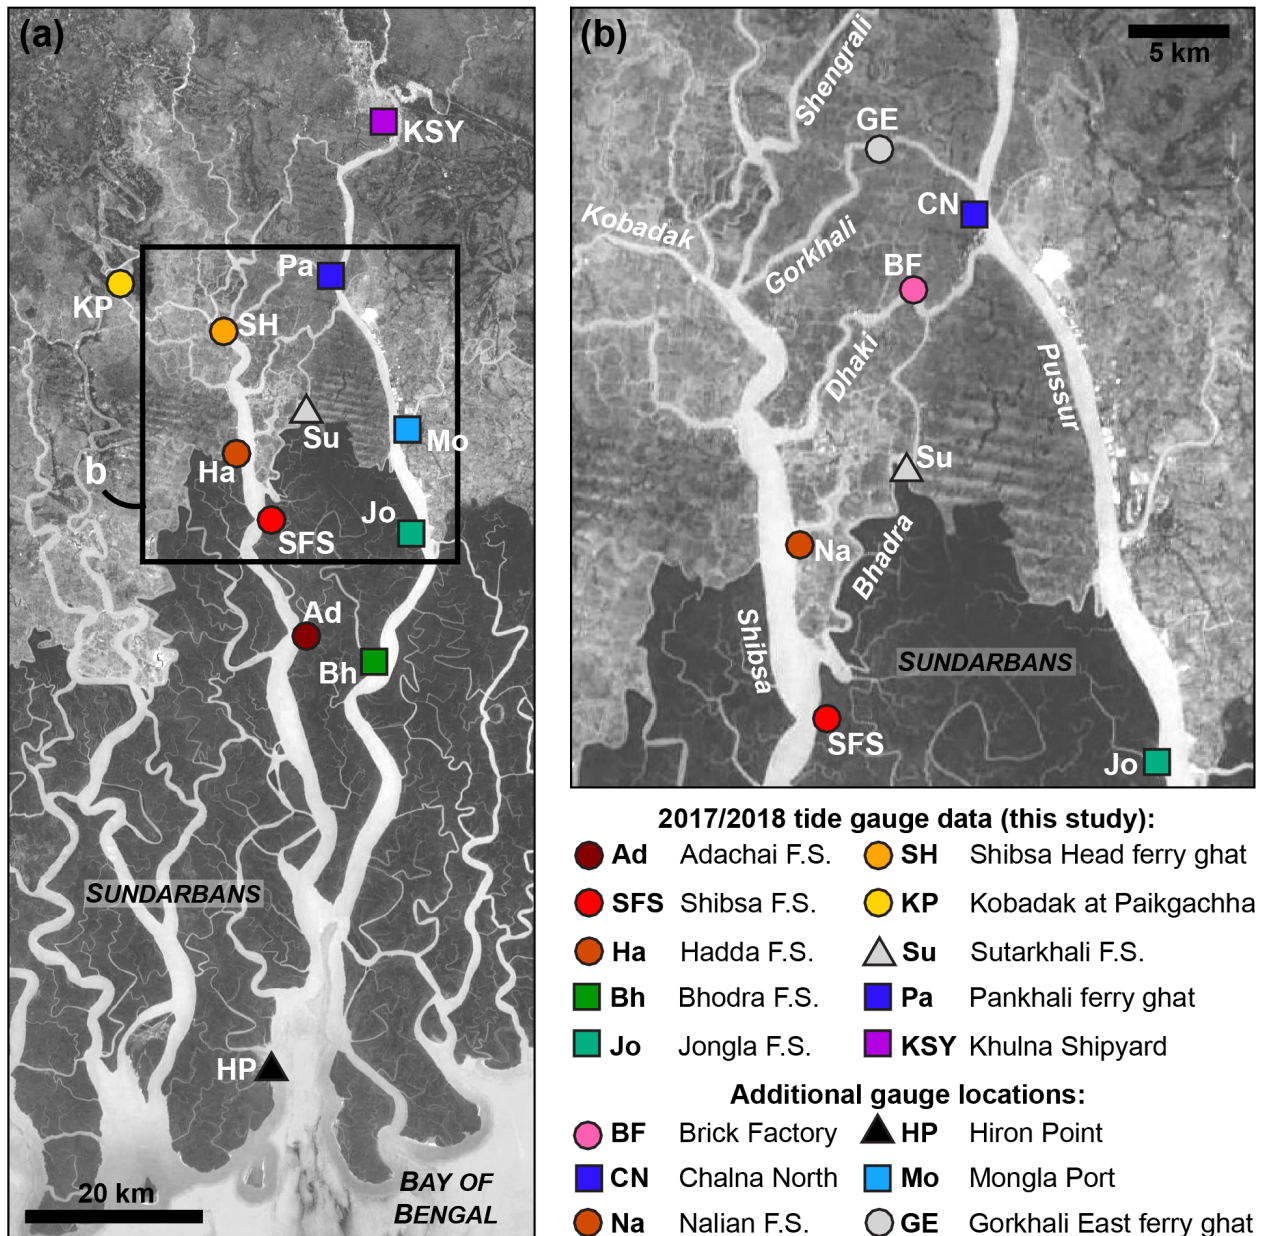 (a)
KSY
Pa
KP
SH
Su
Mo
b
Ha
Jo
SFS
Ad
Bh
SUNDARBANS
HP
20 km
BAY OF
BENGAL
(b)
5 km
Shengrali
GE
CN
Kobadak
Gorkhali
BF
Dhaki
Pussur
Su
Na
Bhadra
Shibsa
SUNDARBANS
SFS
Jo
2017/2018 tide gauge data (this study):
Ad Adachai F.S. SH Shibsa Head ferry ghat
SFS Shibsa F.S. KP Kobadak at Paikgachha
Ha Hadda F.S. Su Sutarkhali F.S.
Bh Bhodra F.S. Pa Pankhali ferry ghat
Jo Jongla F.S. KSY Khulna Shipyard
Additional gauge locations:
BF Brick Factory HP Hiron Point
CN Chalna North Mo Mongla Port
Na Nalian F.S. GE Gorkhali East ferry ghat